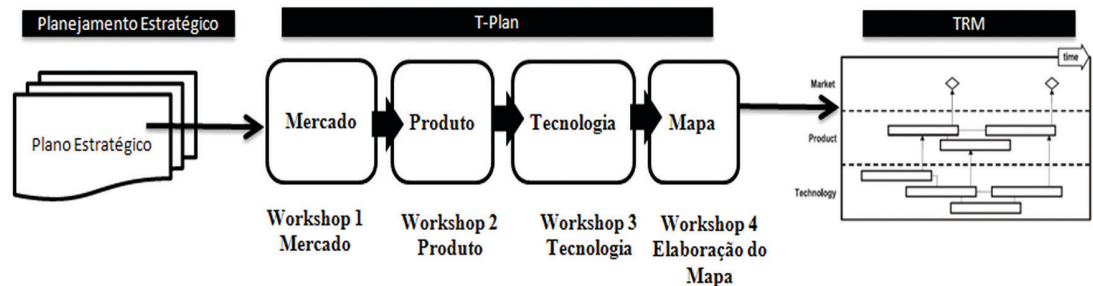 Planejamento Estratégico
T-Plan
TRM
Plano Estratégico
Mercado
Produto
Tecnologia
Mapa
Workshop 1
Mercado
Workshop 2
Produto
Workshop 3
Tecnologia
Workshop 4
Elaboração do
Mapa
time
Market
Product
Technology